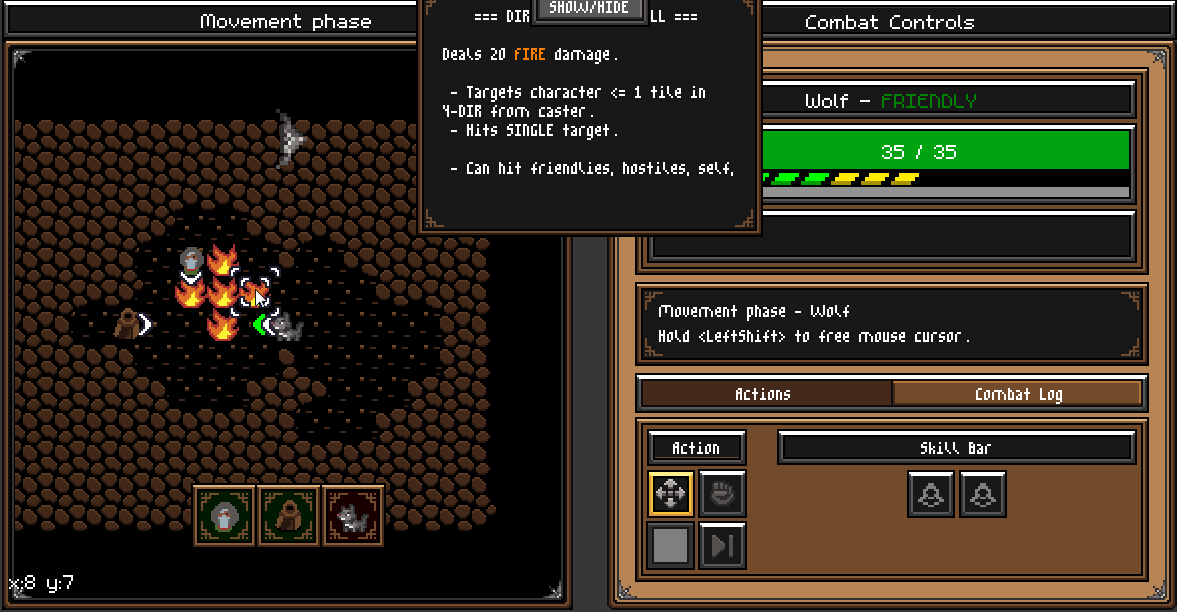 Movement phase
SHOW/HIDE
=== DIR LL ===
Combat Controls
Deals 20 FIRE damage.
- Targets character <= 1 tile in
4-DIR from caster.
- Hits SINGLE target.
- Can hit friendlies, hostiles, self,
Wolf - FRIENDLY
35 / 35
Movement phase - Wolf
Hold <LeftShift> to free mouse cursor.
Actions
Combat Log
Action
Skill Bar
x:8 y:7